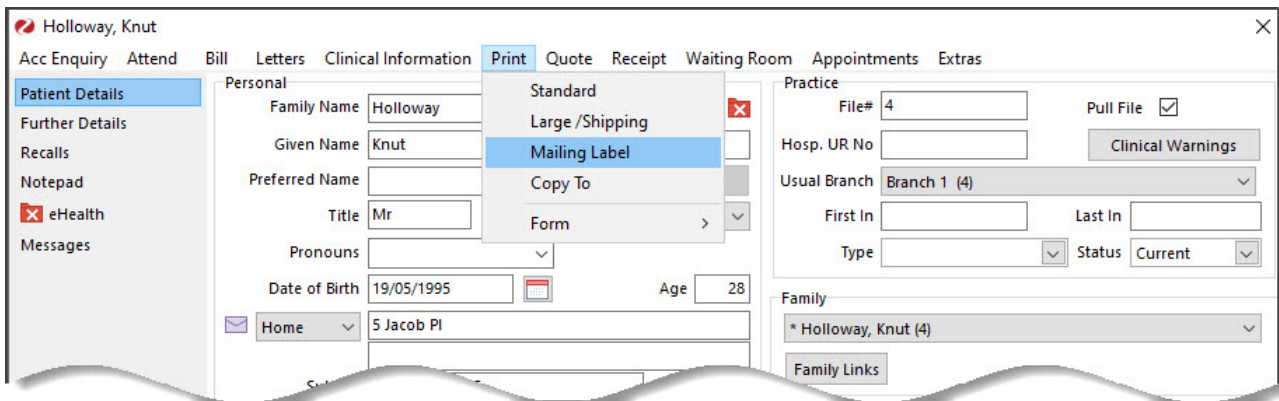 Holloway, Knut
Acc Enquiry Attend Bill Letters Clinical Information Print Quote Receipt Waiting Room Appointments Extras
Patient Details
Further Details
Recalls
Notepad
eHealth
Messages
Personal
Family Name Holloway
Given Name Knut
Preferred Name
Title Mr
Pronouns
Date of Birth 19/05/1995 Age 28
Home 5 Jacob Pl
Standard
Large /Shipping
Mailing Label
Copy To
Form
Practice
File# 4 Pull File
Hosp. UR No Clinical Warnings
Usual Branch Branch 1 (4)
First In Last In
Type Status Current
Family
* Holloway, Knut (4)
Family Links